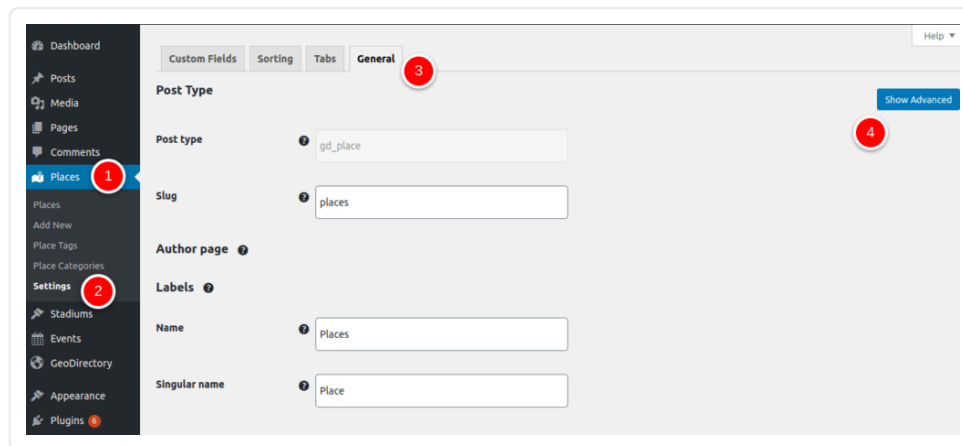 Help
Dashboard
Custom Fields Sorting Tabs General
3
Posts
Post Type
Media
Show Advanced
Pages
4
Post type
gd_place
Comments
Places
1
Slug
places
Places
Add New
Place Tags
Author page
Place Categories
Settings
2
Labels
Stadiums
Name
Places
Events
GeoDirectory
Singular name
Place
Appearance
Plugins 6